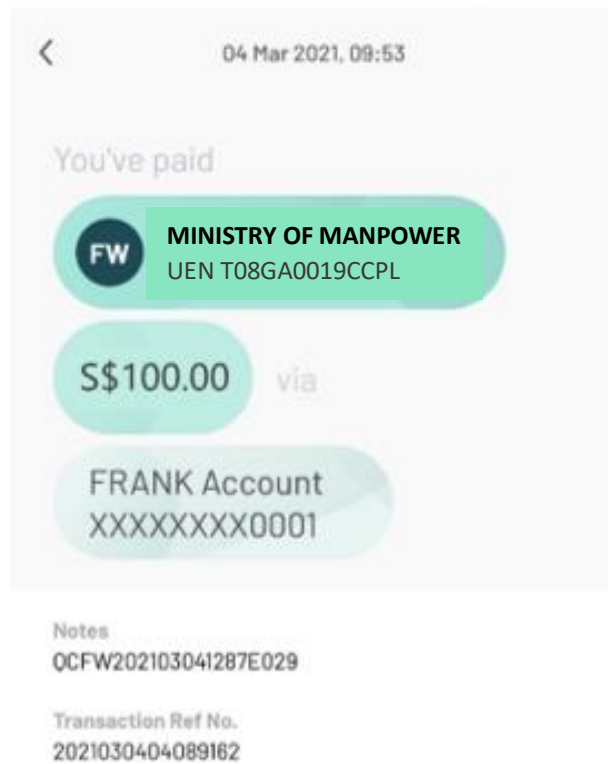 04 Mar 2021, 09:53
You've paid
FW
MINISTRY OF MANPOWER
UEN T08GA0019CCPL
S$100.00 via
FRANK Account
XXXXXXXX0001
Notes
QCFW202103041287E029
Transaction Ref No.
2021030404089162